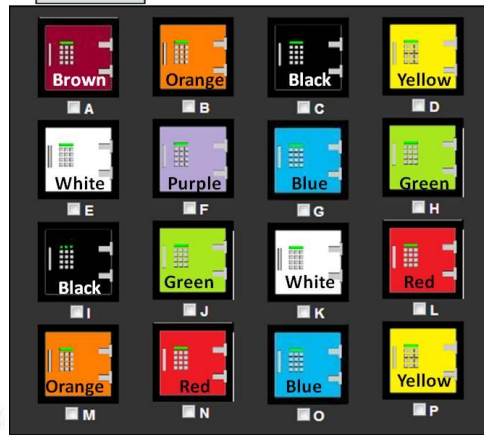 Brown Orange Black Yellow
A B C D
White Purple Blue Green
E F G H
Black Green White Red
I J K L
Orange Red Blue Yellow
M N O P